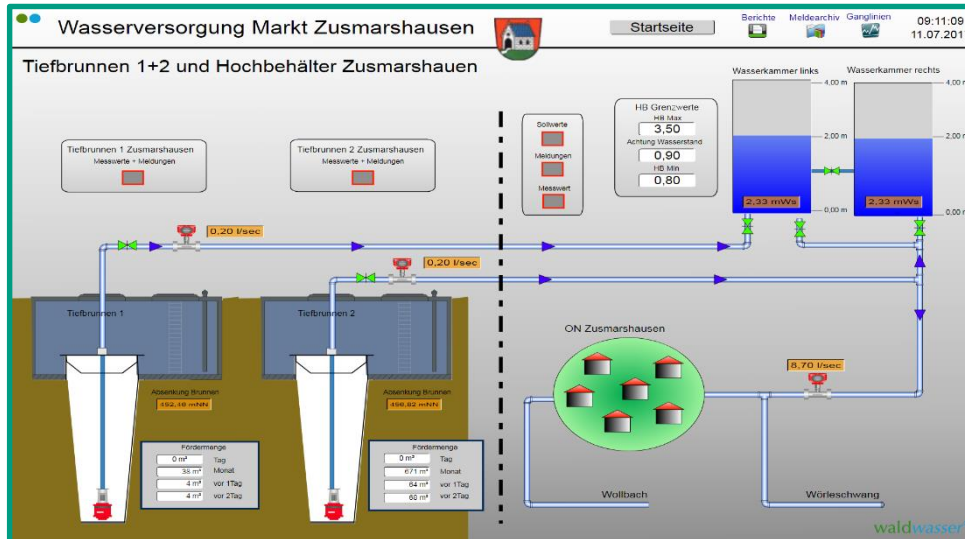 Wasserversorgung Markt Zusmarshausen
Startseite
Berichte
Meldearchiv
Ganglinien
09:11:09
11.07.201
Tiefbrunnen 1+2 und Hochbehälter Zusmarshauen
Wasserkammer links
Wasserkammer rechts
4,00 m
4,00 m
2,00 m
2,00 m
0,00 m
0,00 m
2,33 mWs
2,33 mWs
Tiefbrunnen 1 Zusmarshausen
Messwerte + Meldungen
Tiefbrunnen 2 Zusmarshausen
Messwerte + Meldungen
Sollwerte
Meldungen
Messwert
HB Grenzwerte
HB Max
3,50
Achtung Wasserstand
0,90
HB Min
0,80
0,20 l/sec
0,20 l/sec
Tiefbrunnen 1
Tiefbrunnen 2
ON Zusmarshausen
8,70 l/sec
Absenkung Brunnen
452,48 mNN
Absenkung Brunnen
456,82 mNN
Fördermenge
0 m³ Tag
38 m³ Monat
4 m³ vor 1Tag
4 m³ vor 2Tag
Fördermenge
0 m³ Tag
671 m³ Monat
64 m³ vor 1Tag
68 m³ vor 2Tag
Wollbach
Wörleschwang
waldwasser